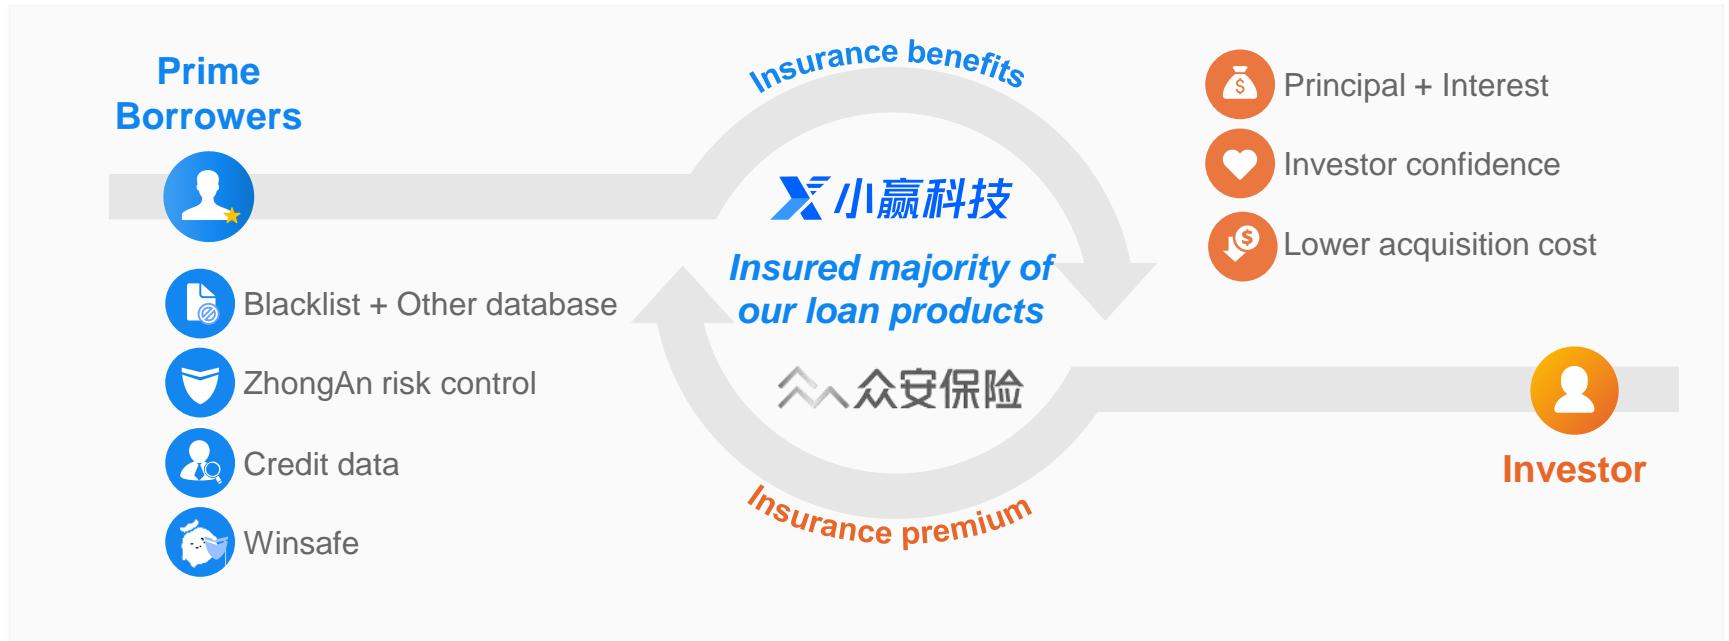 Prime
Borrowers
Blacklist + Other database
ZhongAn risk control
Credit data
Winsafe
Insurance benefits
小赢科技
Insured majority of
our loan products
众安保险
Insurance premium
Principal + Interest
Investor confidence
Lower acquisition cost
Investor